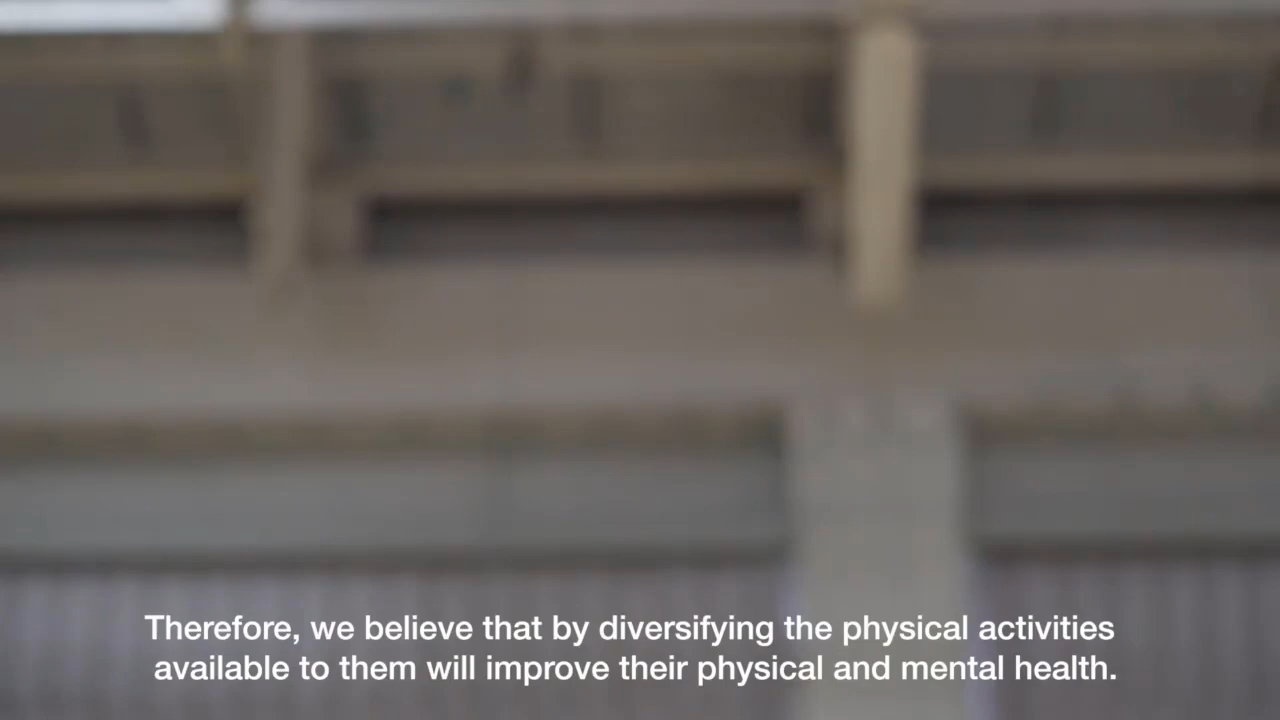 Therefore, we believe that by diversifying the physical activities
available to them will improve their physical and mental health.